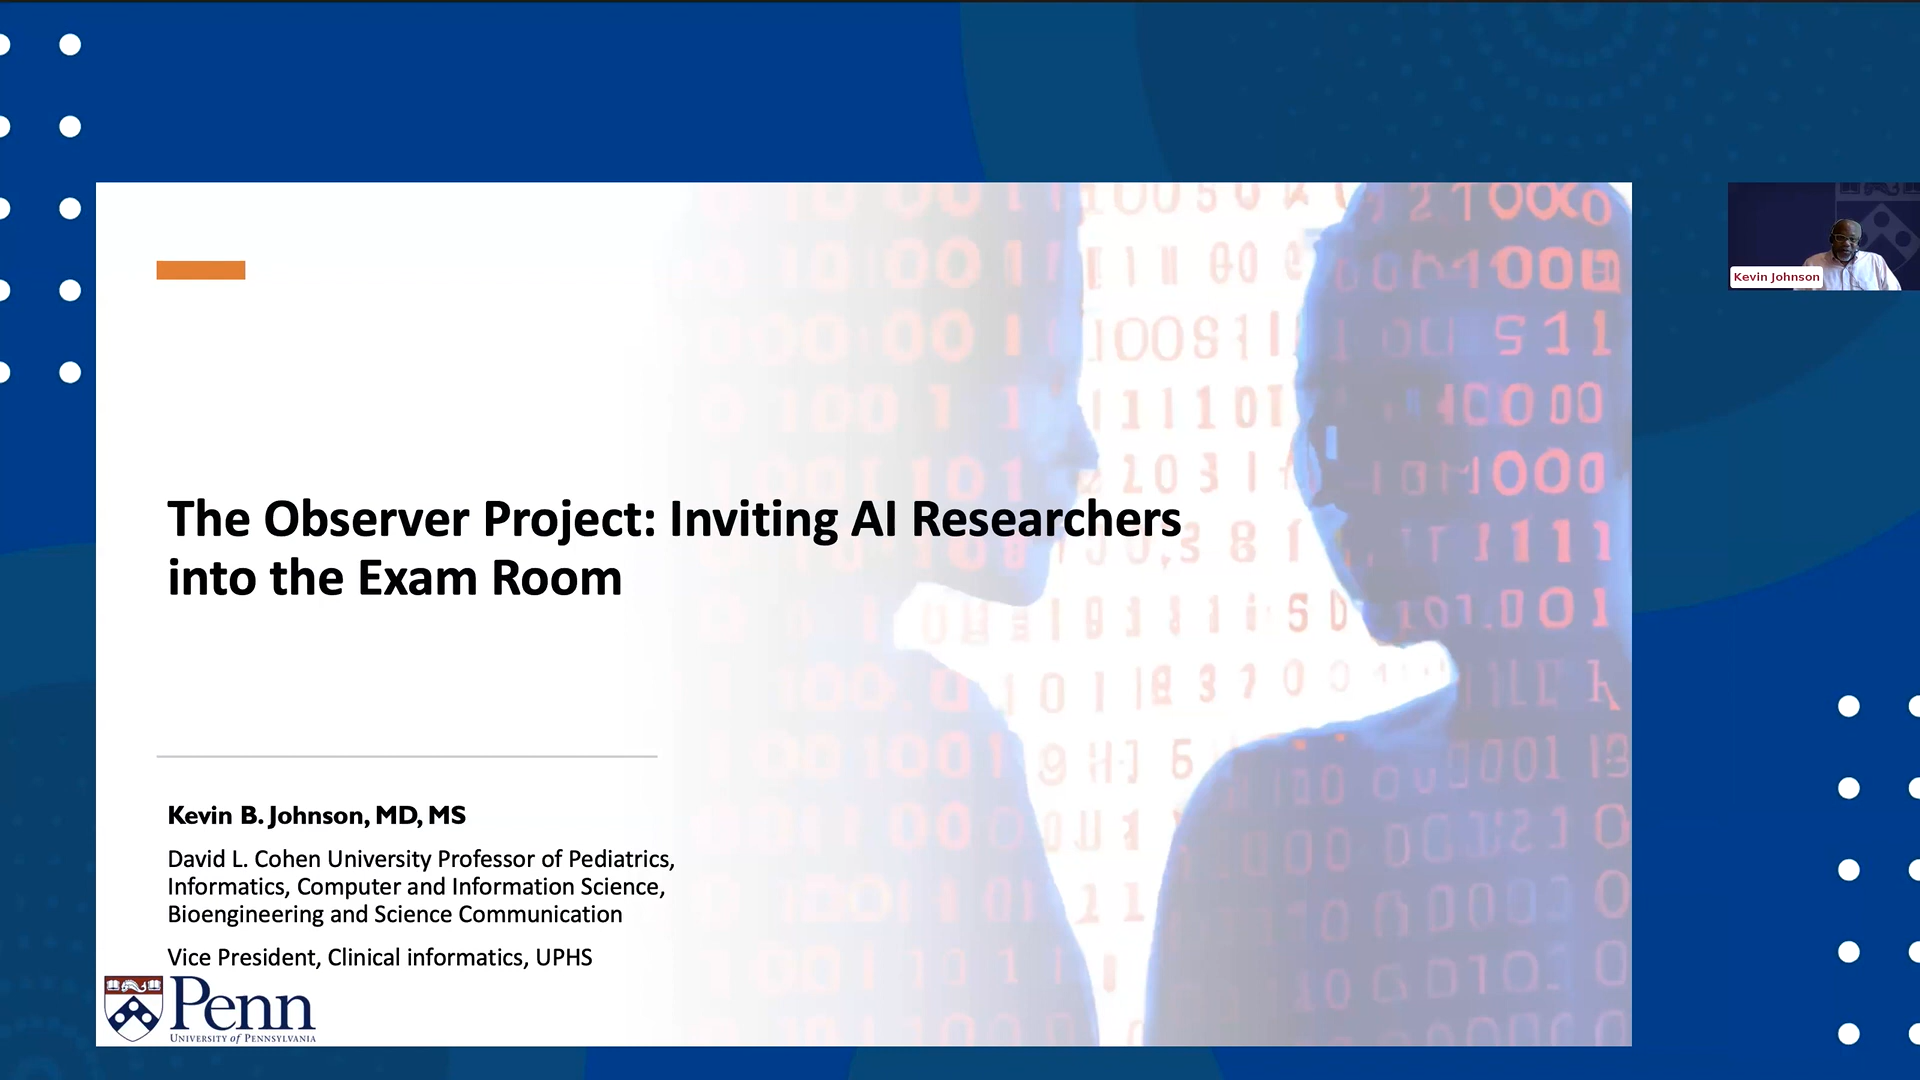 The Observer Project: Inviting AI Researchers
into the Exam Room
Kevin B. Johnson, MD, MS
David L. Cohen University Professor of Pediatrics,
Informatics, Computer and Information Science,
Bioengineering and Science Communication
Vice President, Clinical informatics, UPHS
Penn
UNIVERSITY of PENNSYLVANIA
Kevin Johnson